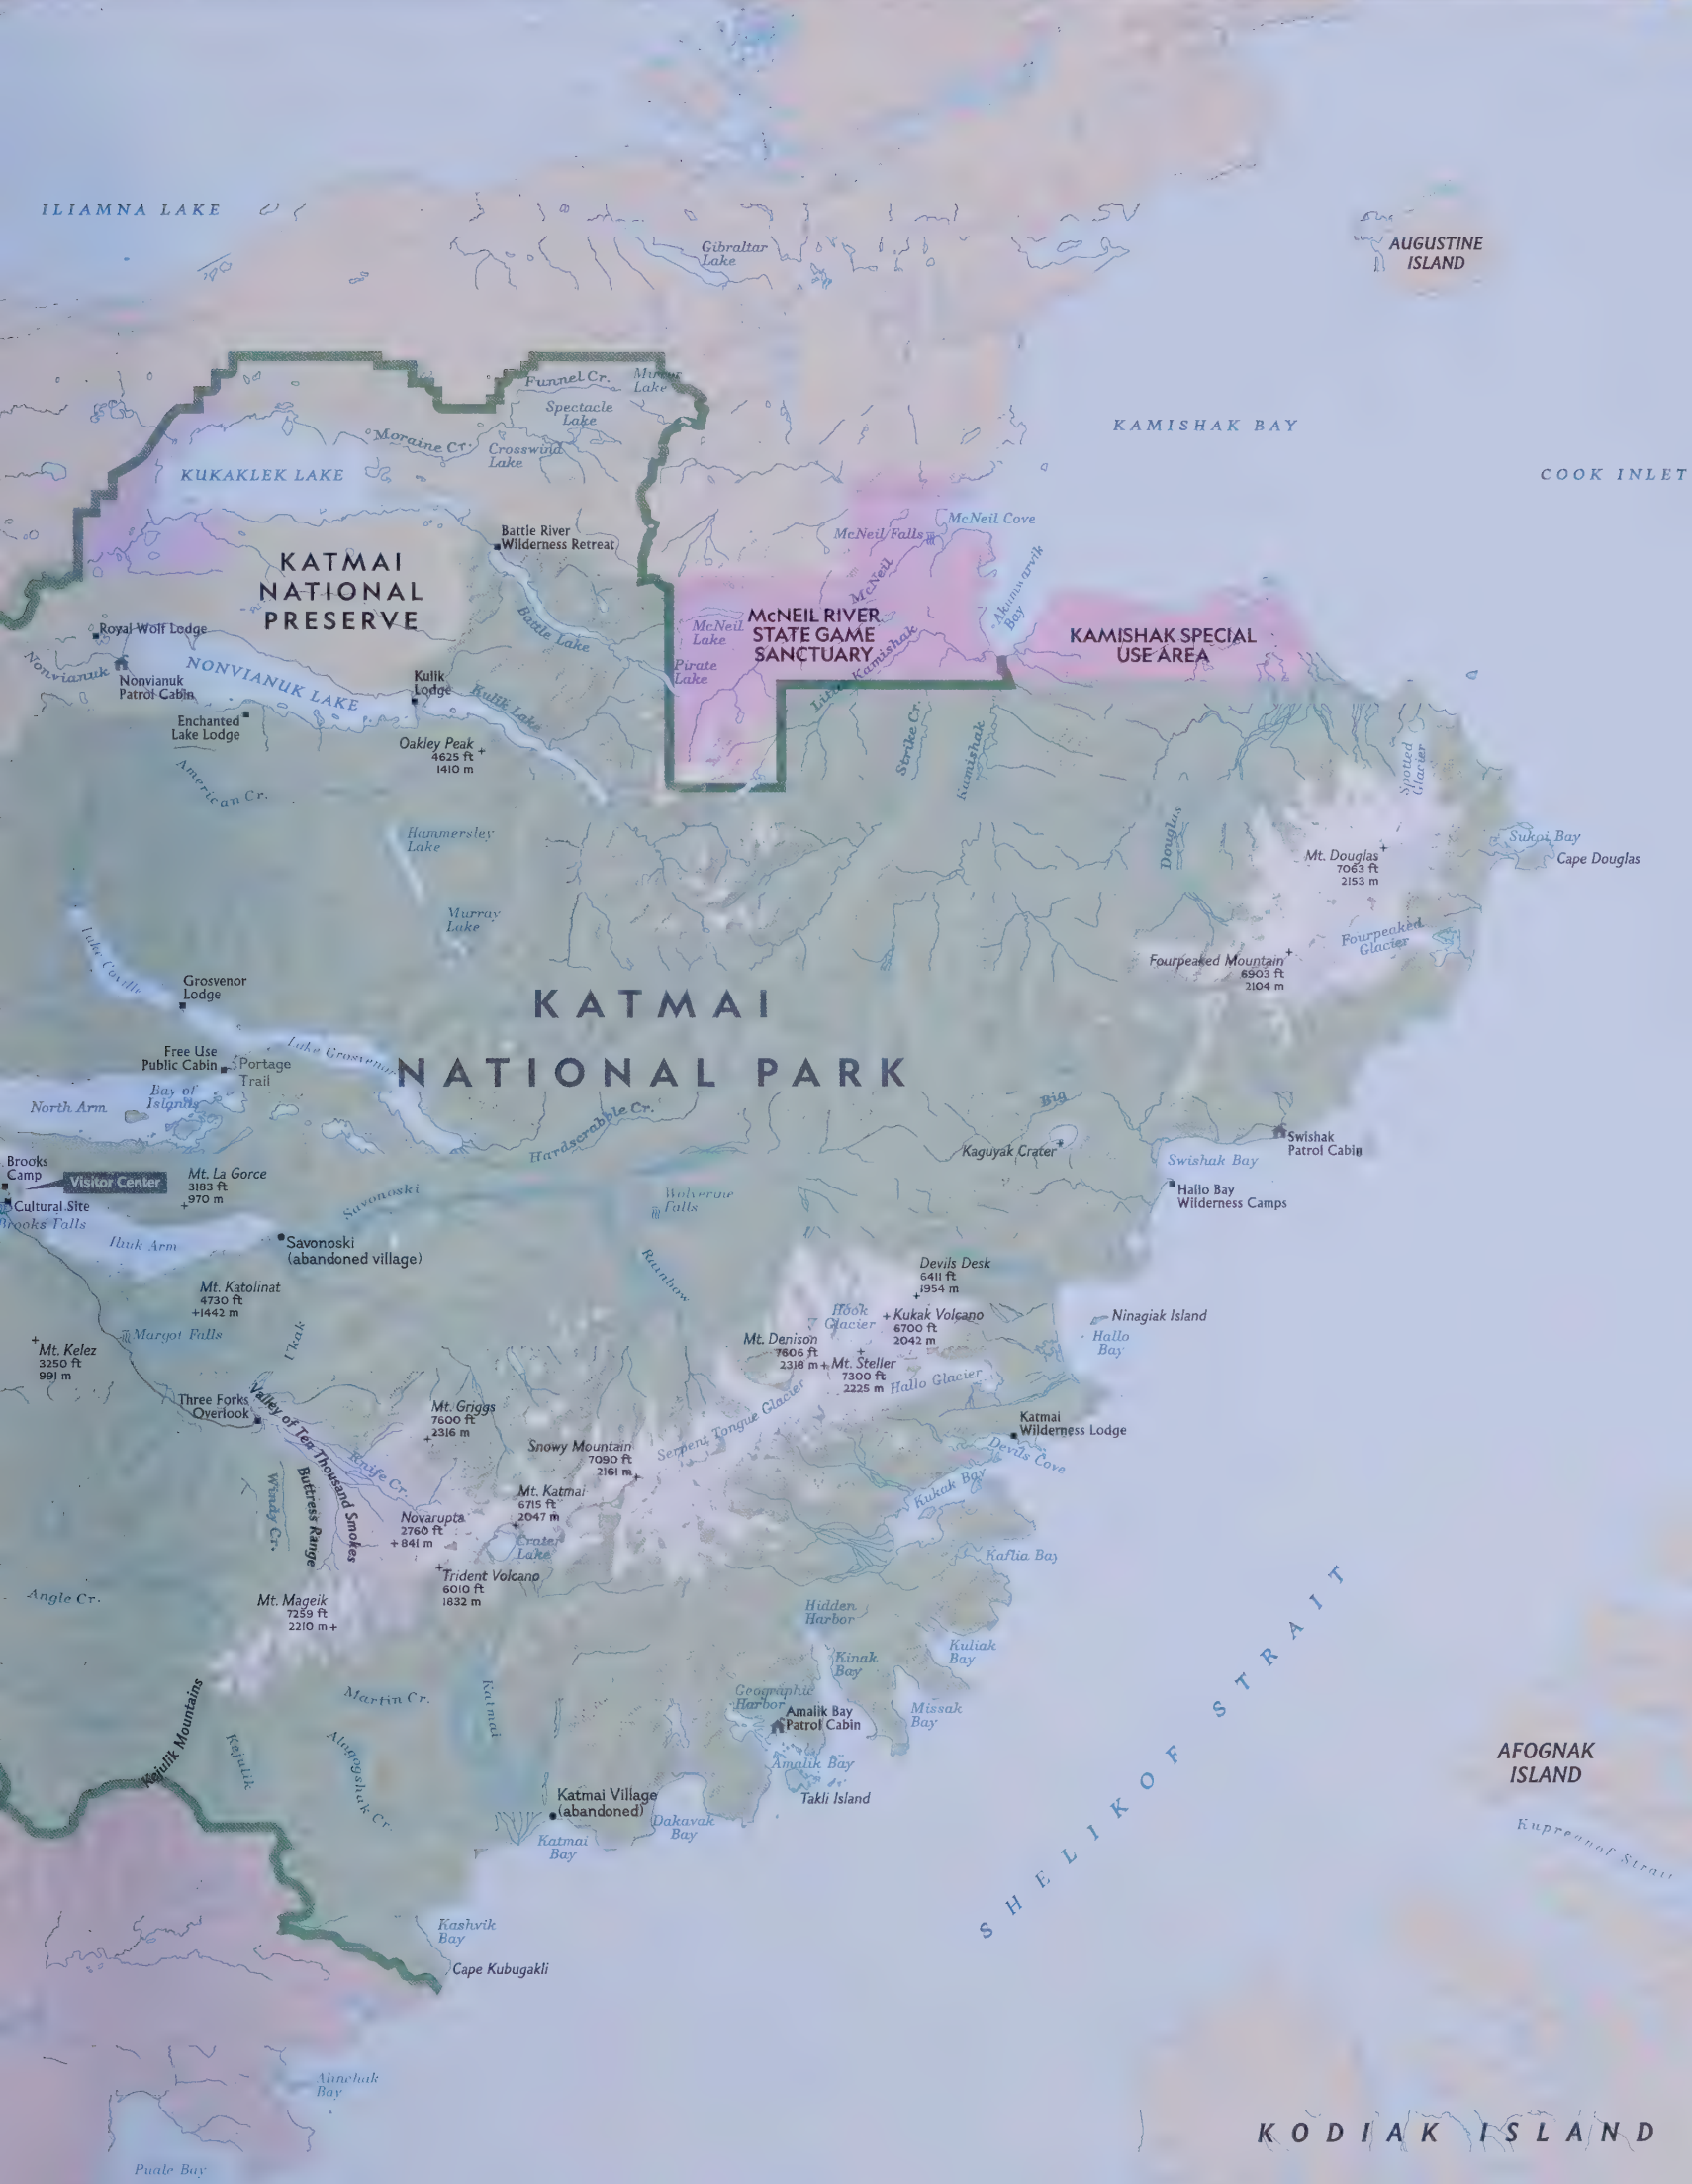 ILIAMNA LAKE
Gibraltar
Lake
AUGUSTINE
ISLAND
Funnel Cr.
Mirror
Lake
Spectacle
Lake
Moraine Cr.
Crosswind
Lake
KUKAKLEK LAKE
KAMISHAK BAY
COOK INLET
Battle River
Wilderness Retreat
McNeil Cove
McNeil Falls
KATMAI
NATIONAL
PRESERVE
McNeil
Akumwarvik
Bay
Battle Lake
McNeil
Lake
McNEIL RIVER
STATE GAME
SANCTUARY
KAMISHAK SPECIAL
USE AREA
Royal Wolf Lodge
Nonvianuk
Nonvianuk
Patrol Cabin
NONVIANUK LAKE
Pirate
Lake
Little Kamishak
Kulik
Lodge
Kulik Lake
Enchanted
Lake Lodge
Oakley Peak
4625 ft
1410 m
American Cr.
Strike Cr.
Kamishak
Spotted
Glacier
Hammersley
Lake
Douglas
Sukoi Bay
Cape Douglas
Mt. Douglas
7063 ft
2153 m
Murray
Lake
Fourpeaked
Glacier
Fourpeaked Mountain
6903 ft
2104 m
Lake Coville
Grosvenor
Lodge
KATMAI
NATIONAL PARK
Lake Grosvenor
Free Use
Public Cabin
Portage
Trail
Bay of
Islands
North Arm
Hardscrabble Cr.
Big
Kaguyak Crater
Swishak
Patrol Cabin
Swishak Bay
Brooks
Camp
Visitor Center
Cultural Site
Brooks Falls
Mt. La Gorce
3183 ft
970 m
Savonoski
Wolverine
Falls
Hallo Bay
Wilderness Camps
Iliuk Arm
Savonoski
(abandoned village)
Rainbow
Mt. Katolinat
4730 ft
1442 m
Devils Desk
6411 ft
1954 m
Hook
Glacier
Kukak Volcano
6700 ft
2042 m
Ninagiak Island
Hallo
Bay
Mt. Kelez
3250 ft
991 m
Margot Falls
Ukak
Mt. Denison
7606 ft
2318 m
Mt. Steller
7300 ft
2225 m
Hallo Glacier
Three Forks
Overlook
Valley of Ten Thousand Smokes
Mt. Griggs
7600 ft
2316 m
Serpent Tongue Glacier
Katmai
Wilderness Lodge
Devils Cove
Snowy Mountain
7090 ft
2161 m
Knife Cr.
Windy Cr.
Buttress Range
Kukak Bay
Mt. Katmai
6715 ft
2047 m
Novarupta
2760 ft
841 m
Crater
Lake
Kaflia Bay
Trident Volcano
6010 ft
1832 m
Angle Cr.
Mt. Mageik
7259 ft
2210 m
Hidden
Harbor
Kuliak
Bay
Kinak
Bay
SHELIKOF STRAIT
Kejulik Mountains
Martin Cr.
Katmai
Geographic
Harbor
Amalik Bay
Patrol Cabin
Missak
Bay
Kejulik
Alagogshak Cr.
Amalik Bay
Takli Island
AFOGNAK
ISLAND
Katmai Village
(abandoned)
Dakavak
Bay
Katmai
Bay
Kupreanof Strait
Kashvik
Bay
Cape Kubugakli
Alinchak
Bay
KODIAK ISLAND
Puale Bay